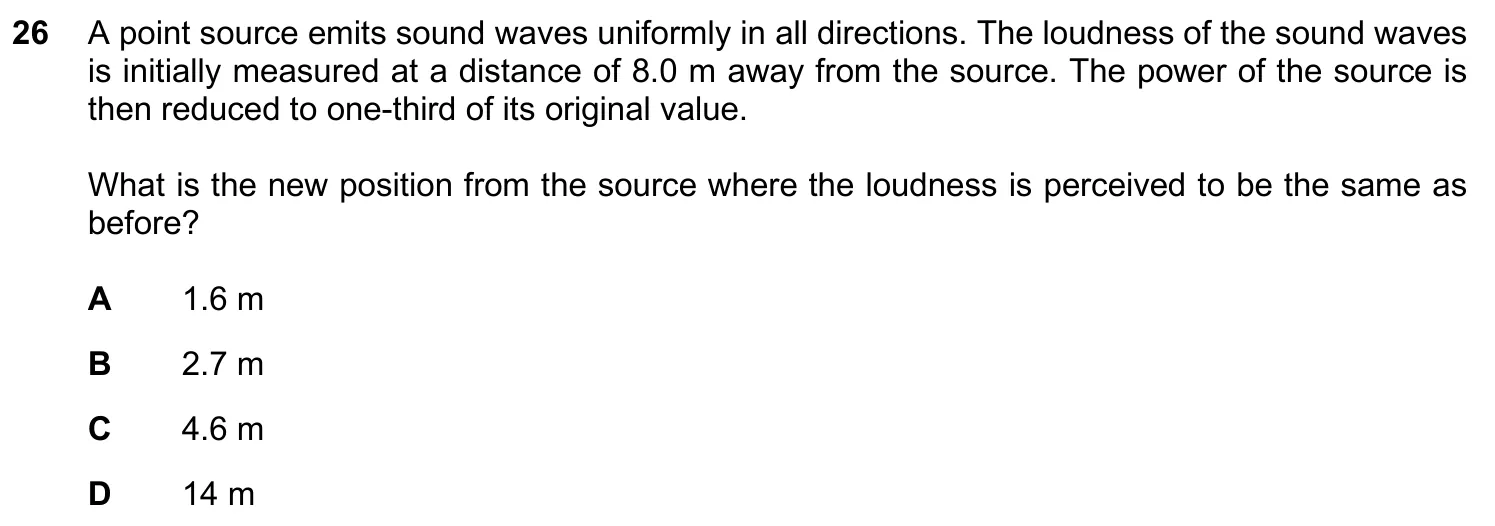 26 A point source emits sound waves uniformly in all directions. The loudness of the sound waves
is initially measured at a distance of 8.0 m away from the source. The power of the source is
then reduced to one-third of its original value.
What is the new position from the source where the loudness is perceived to be the same as
before?
A 1.6 m
B 2.7 m
C 4.6 m
D 14 m